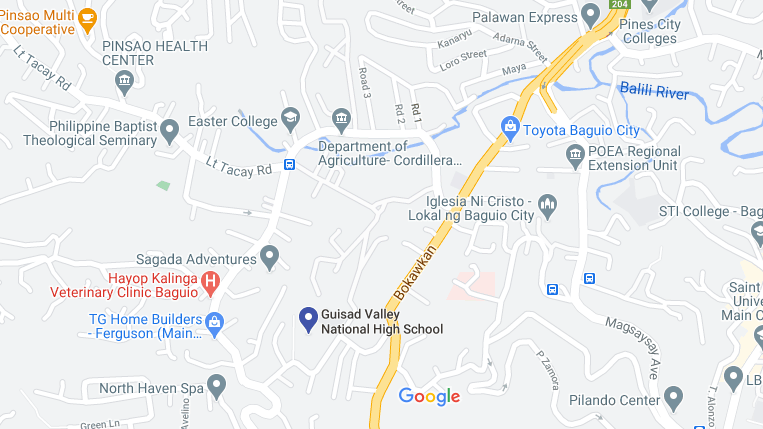 Pinsao Multi
Cooperative
PINSAO HEALTH
CENTER
Lt Tacay Rd
Philippine Baptist
Theological Seminary
Easter College
Lt Tacay Rd
Road 3
Rd 2
Rd 1
Department of
Agriculture- Cordillera...
Kanaryu
Adarna Street
Loro Street
Maya
Palawan Express
204
Pines City
Colleges
Balili River
Toyota Baguio City
POEA Regional
Extension Unit
Iglesia Ni Cristo -
Lokal ng Baguio City
STI College - Bag
Sagada Adventures
Hayop Kalinga
Veterinary Clinic Baguio
H
TG Home Builders
- Ferguson (Main...
Bokawkan
Guisad Valley
National High School
Saint
Unive
Main C
Magsaysay Ave
P Zamora
North Haven Spa
Avelino
Green Ln
Google
Pilando Center
T. Alonzo
LB